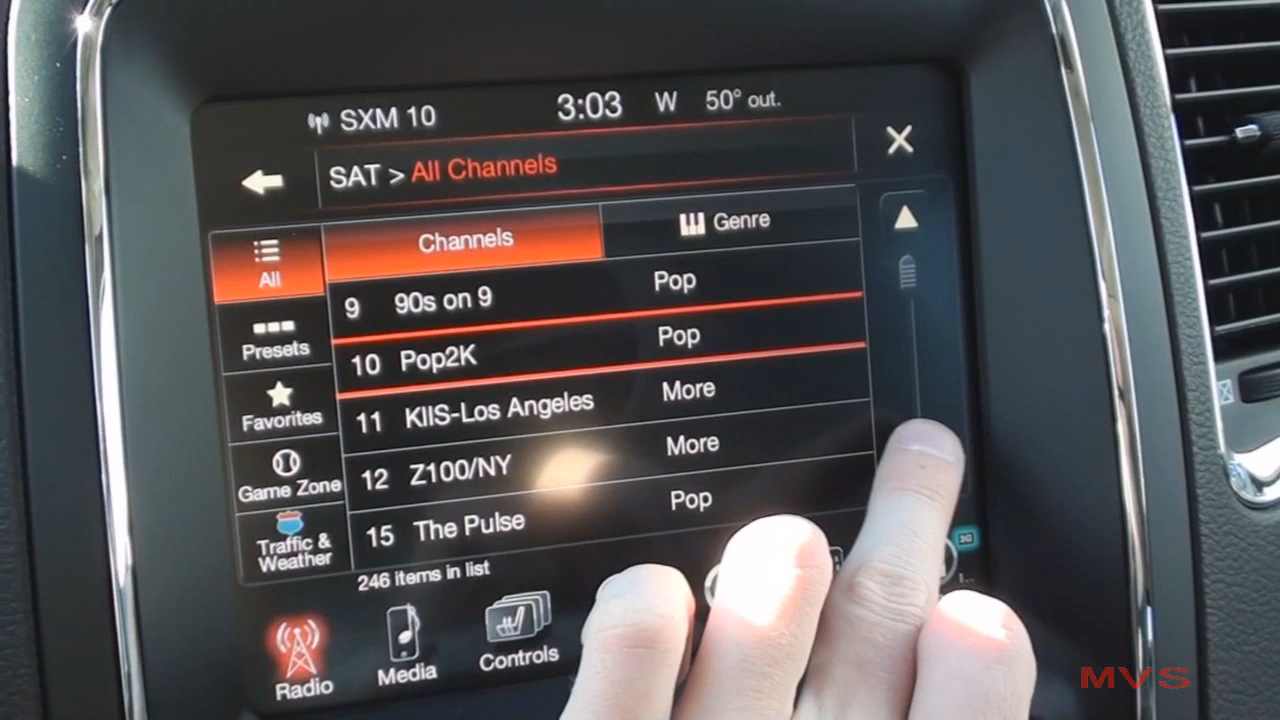 SXM 10 3:03 W 50° out.
SAT > All Channels
Channels Genre
All
9 90s on 9 Pop
Presets
10 Pop2K Pop
Favorites
11 KIIS-Los Angeles More
Game Zone
12 Z100/NY More
Traffic &
Weather
15 The Pulse Pop
246 items in list
3G
Radio Media Controls
MVS